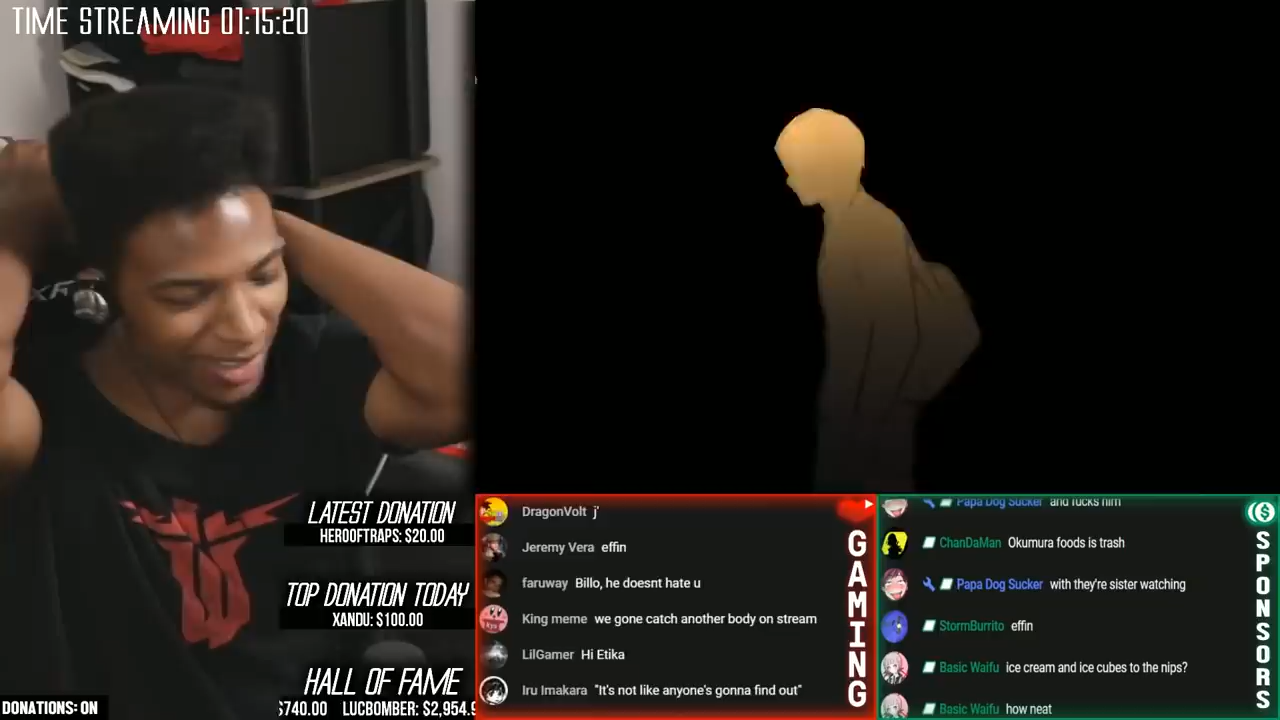 TIME STREAMING 01:15:20
XF
LATEST DONATION
HEROOFTRAPS: $20.00
TOP DONATION TODAY
XANDU: $100.00
HALL OF FAME
$740.00 LUCBOMBER: $2,954.9
DONATIONS: ON
DragonVolt j'
Jeremy Vera effin
faruway Billo, he doesnt hate u
King meme we gone catch another body on stream
LilGamer Hi Etika
Iru Imakara "It's not like anyone's gonna find out"
GAMING
Papa Dog Sucker and fucks him
ChanDaMan Okumura foods is trash
Papa Dog Sucker with they're sister watching
StormBurrito effin
Basic Waifu ice cream and ice cubes to the nips?
Basic Waifu how neat
SPONSORS